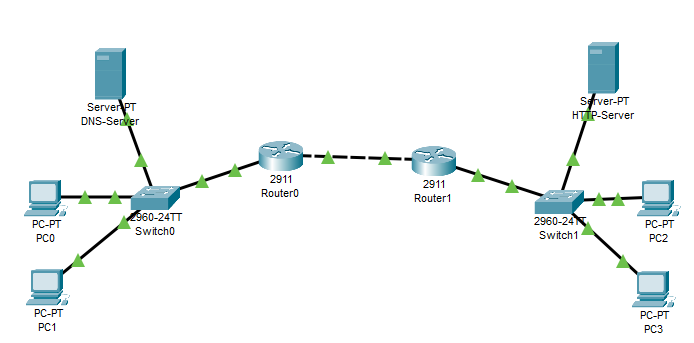 Server-PT
DNS-Server
Server-PT
HTTP-Server
2911
Router0
2911
Router1
2960-24TT
Switch0
2960-24TT
Switch1
PC-PT
PC0
PC-PT
PC2
PC-PT
PC1
PC-PT
PC3